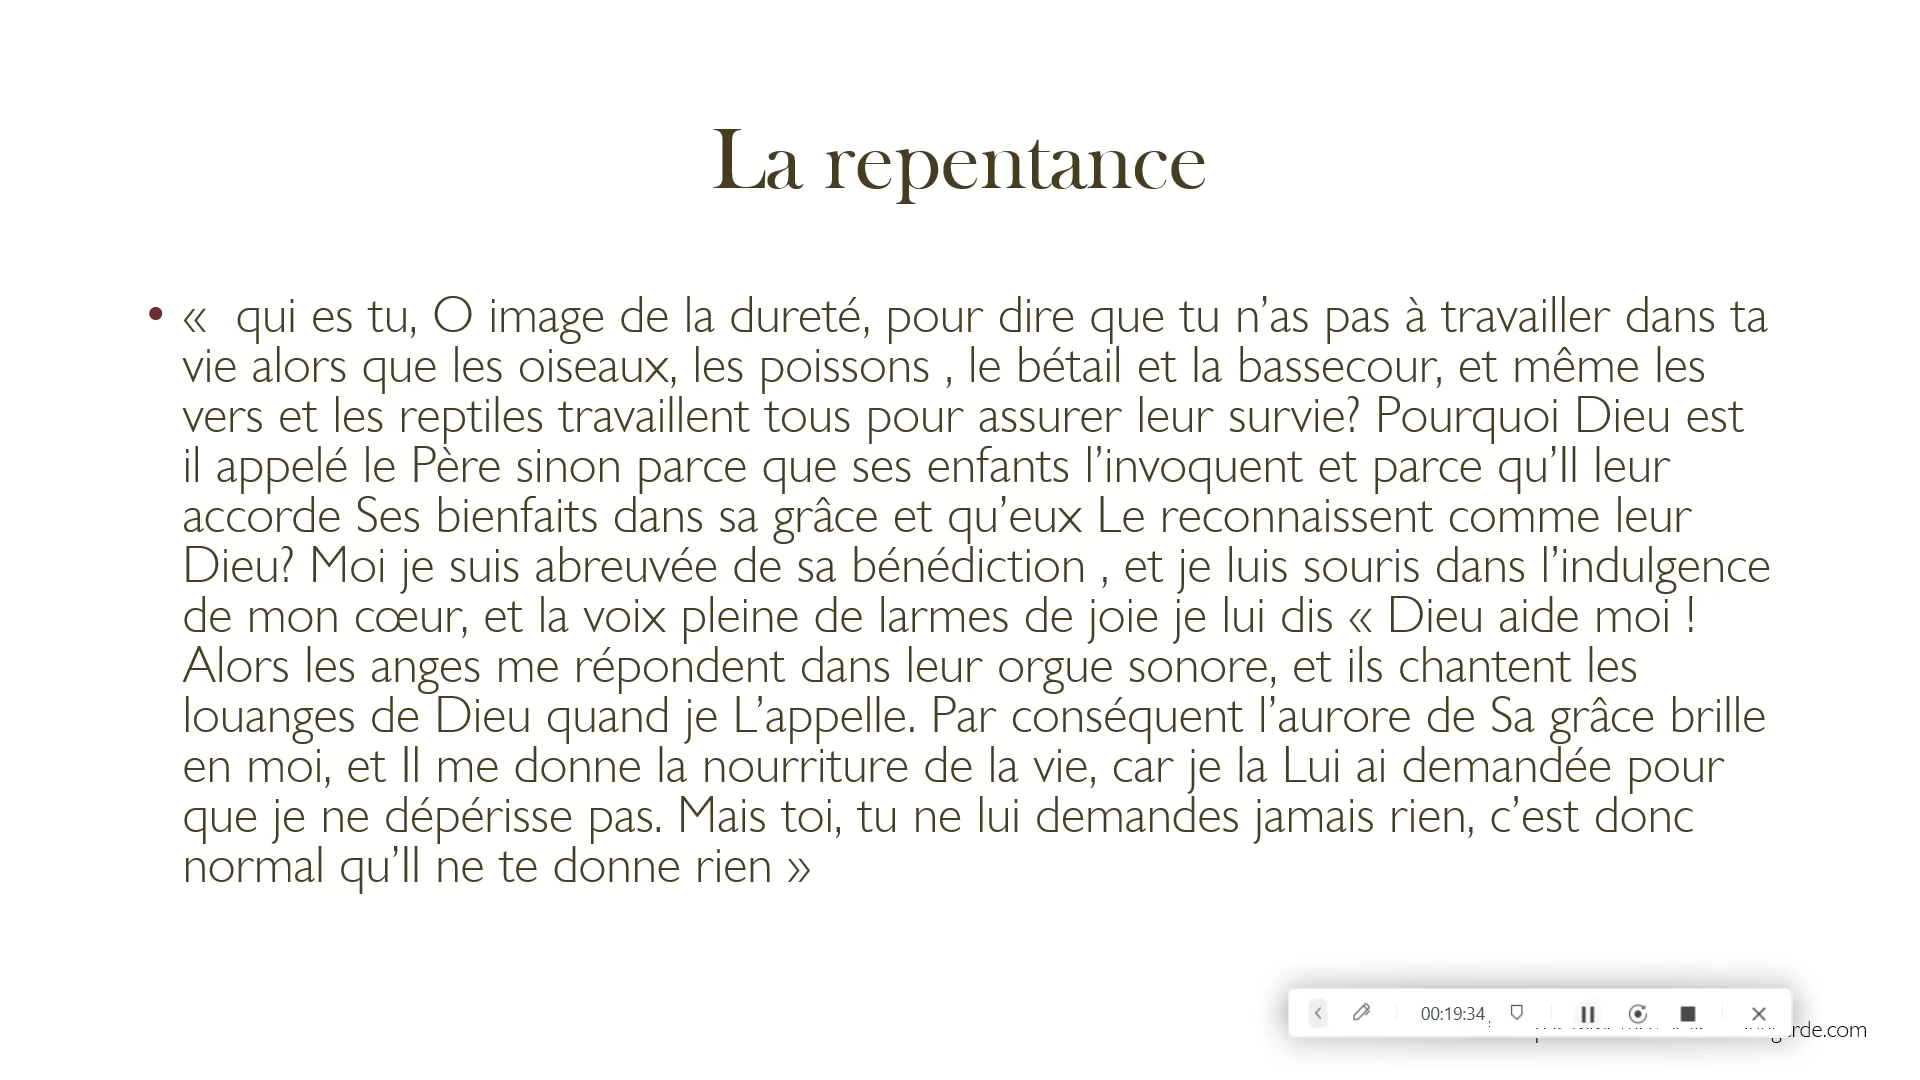 La repentance
• «  qui es tu, O image de la dureté, pour dire que tu n’as pas à travailler dans ta
vie alors que les oiseaux, les poissons , le bétail et la bassecour, et même les
vers et les reptiles travaillent tous pour assurer leur survie? Pourquoi Dieu est
il appelé le Père sinon parce que ses enfants l’invoquent et parce qu’Il leur
accorde Ses bienfaits dans sa grâce et qu’eux Le reconnaissent comme leur
Dieu? Moi je suis abreuvée de sa bénédiction , et je luis souris dans l’indulgence
de mon cœur, et la voix pleine de larmes de joie je lui dis « Dieu aide moi !
Alors les anges me répondent dans leur orgue sonore, et ils chantent les
louanges de Dieu quand je L’appelle. Par conséquent l’aurore de Sa grâce brille
en moi, et Il me donne la nourriture de la vie, car je la Lui ai demandée pour
que je ne dépérisse pas. Mais toi, tu ne lui demandes jamais rien, c’est donc
normal qu’Il ne te donne rien »
00:19:34
rde.com